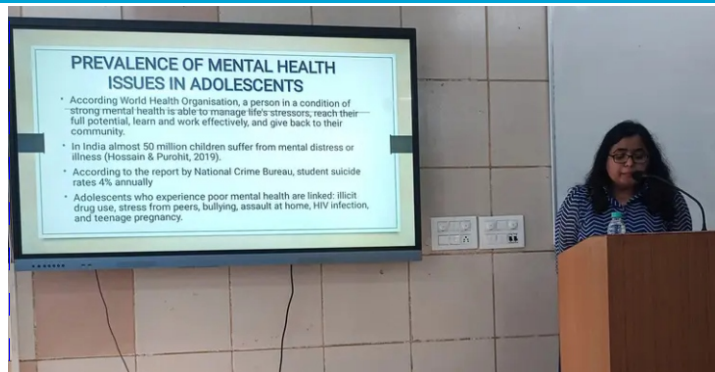 PREVALENCE OF MENTAL HEALTH
ISSUES IN ADOLESCENTS
• According World Health Organisation, a person in a condition of
strong mental health is able to manage life's stressors, reach their
full potential, learn and work effectively, and give back to their
community.
• In India almost 50 million children suffer from mental distress or
illness (Hossain & Purohit, 2019).
• According to the report by National Crime Bureau, student suicide
rates 4% annually
• Adolescents who experience poor mental health are linked: illicit
drug use, stress from peers, bullying, assault at home, HIV infection,
and teenage pregnancy.